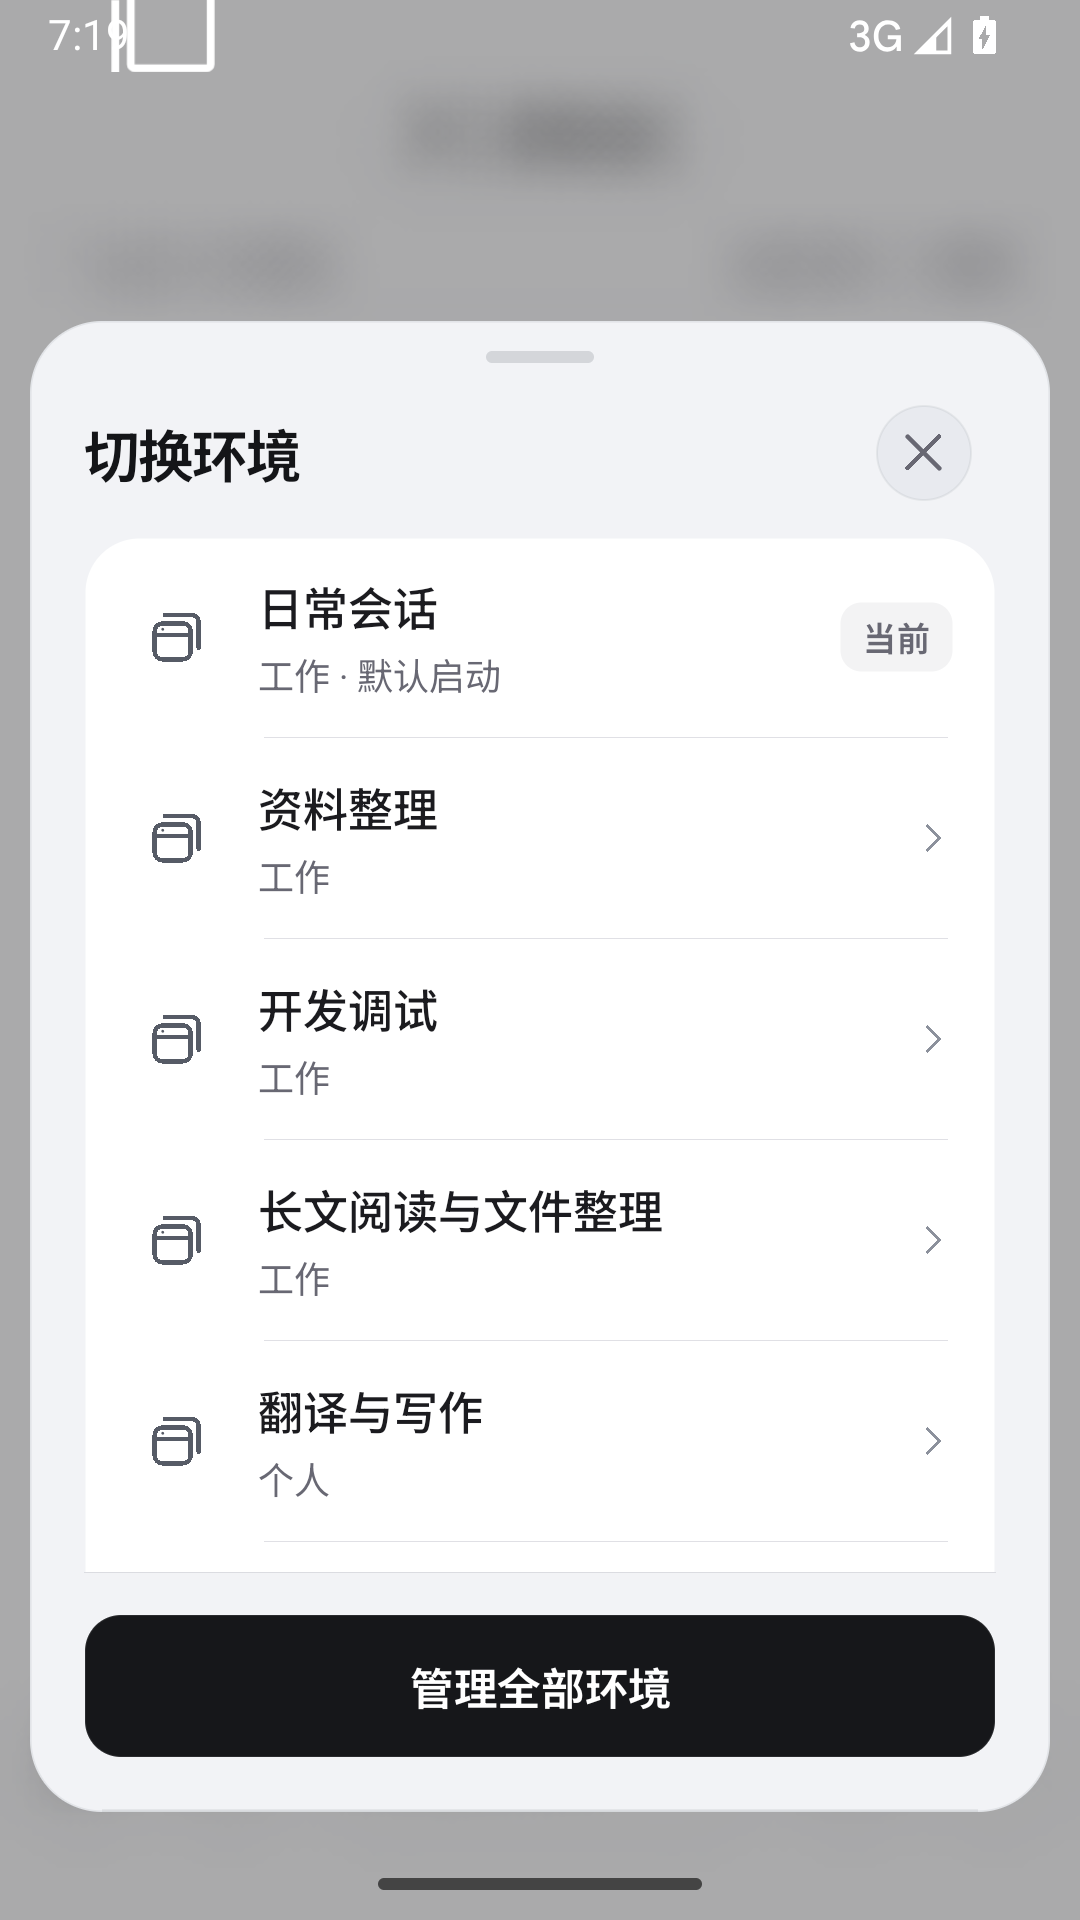 7:19
3G
切换环境
日常会话
工作 · 默认启动
当前
资料整理
工作
开发调试
工作
长文阅读与文件整理
工作
翻译与写作
个人
管理全部环境